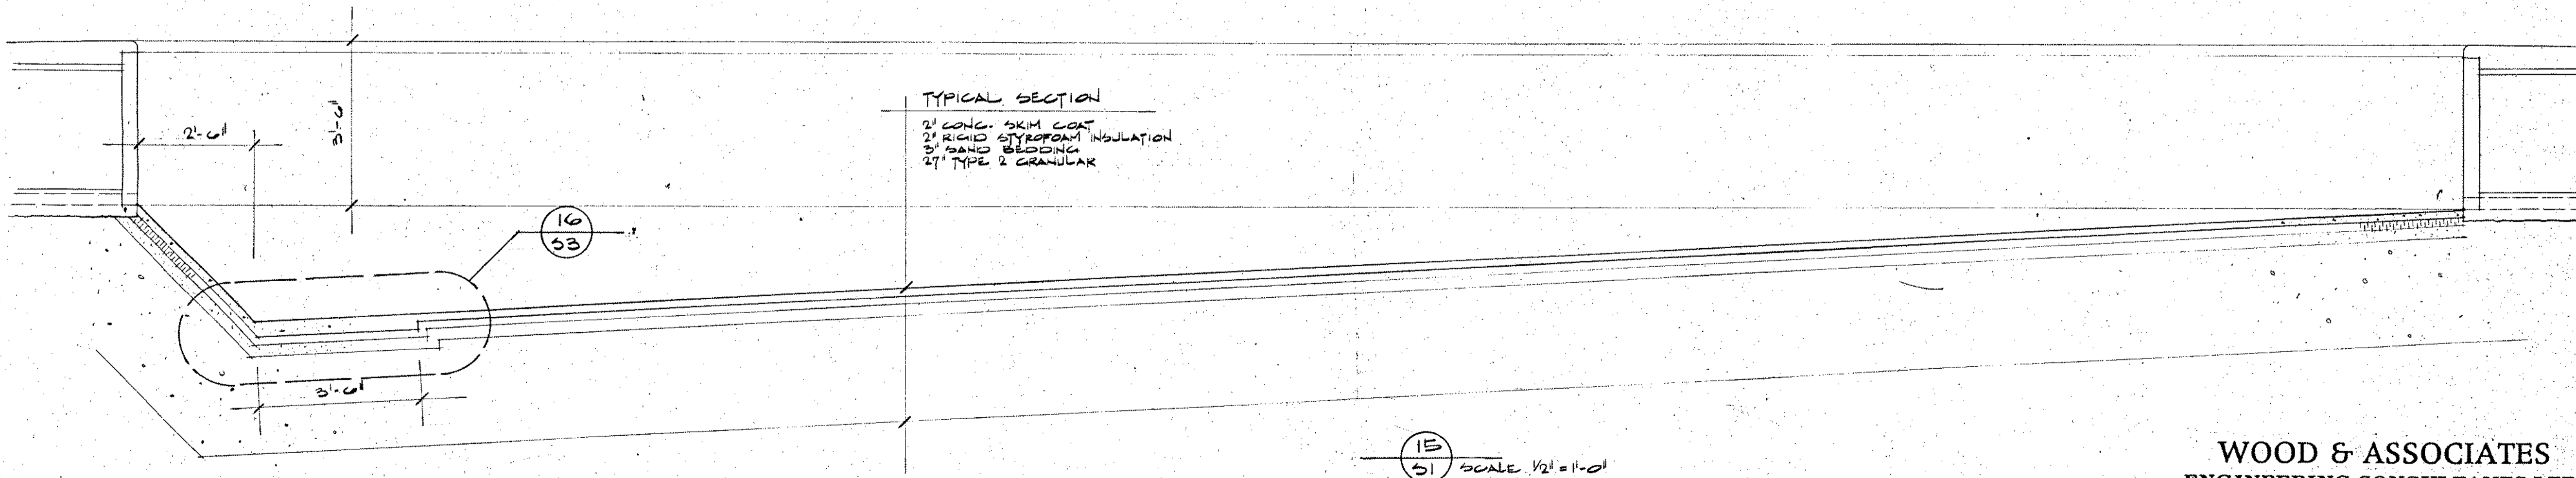 2'-6"
3'-6"
TYPICAL SECTION
2" CONC. SKIM COAT
2" RIGID STYROFOAM INSULATION
3" SAND BEDDING
27" TYPE 2 GRANULAR
16
S3
3'-6"
15
S1 SCALE 1/2" = 1'-0"
WOOD & ASSOCIATES